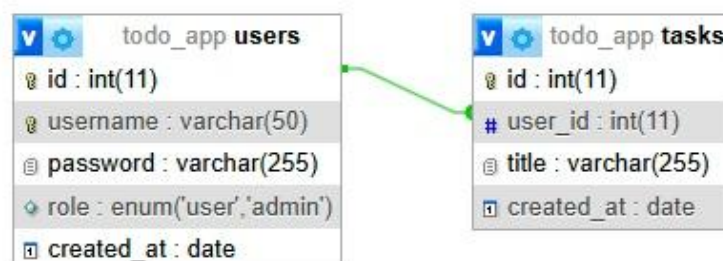 v todo_app users
id : int(11)
username : varchar(50)
password : varchar(255)
role : enum('user','admin')
created_at : date
v todo_app tasks
id : int(11)
# user_id : int(11)
title : varchar(255)
created_at : date